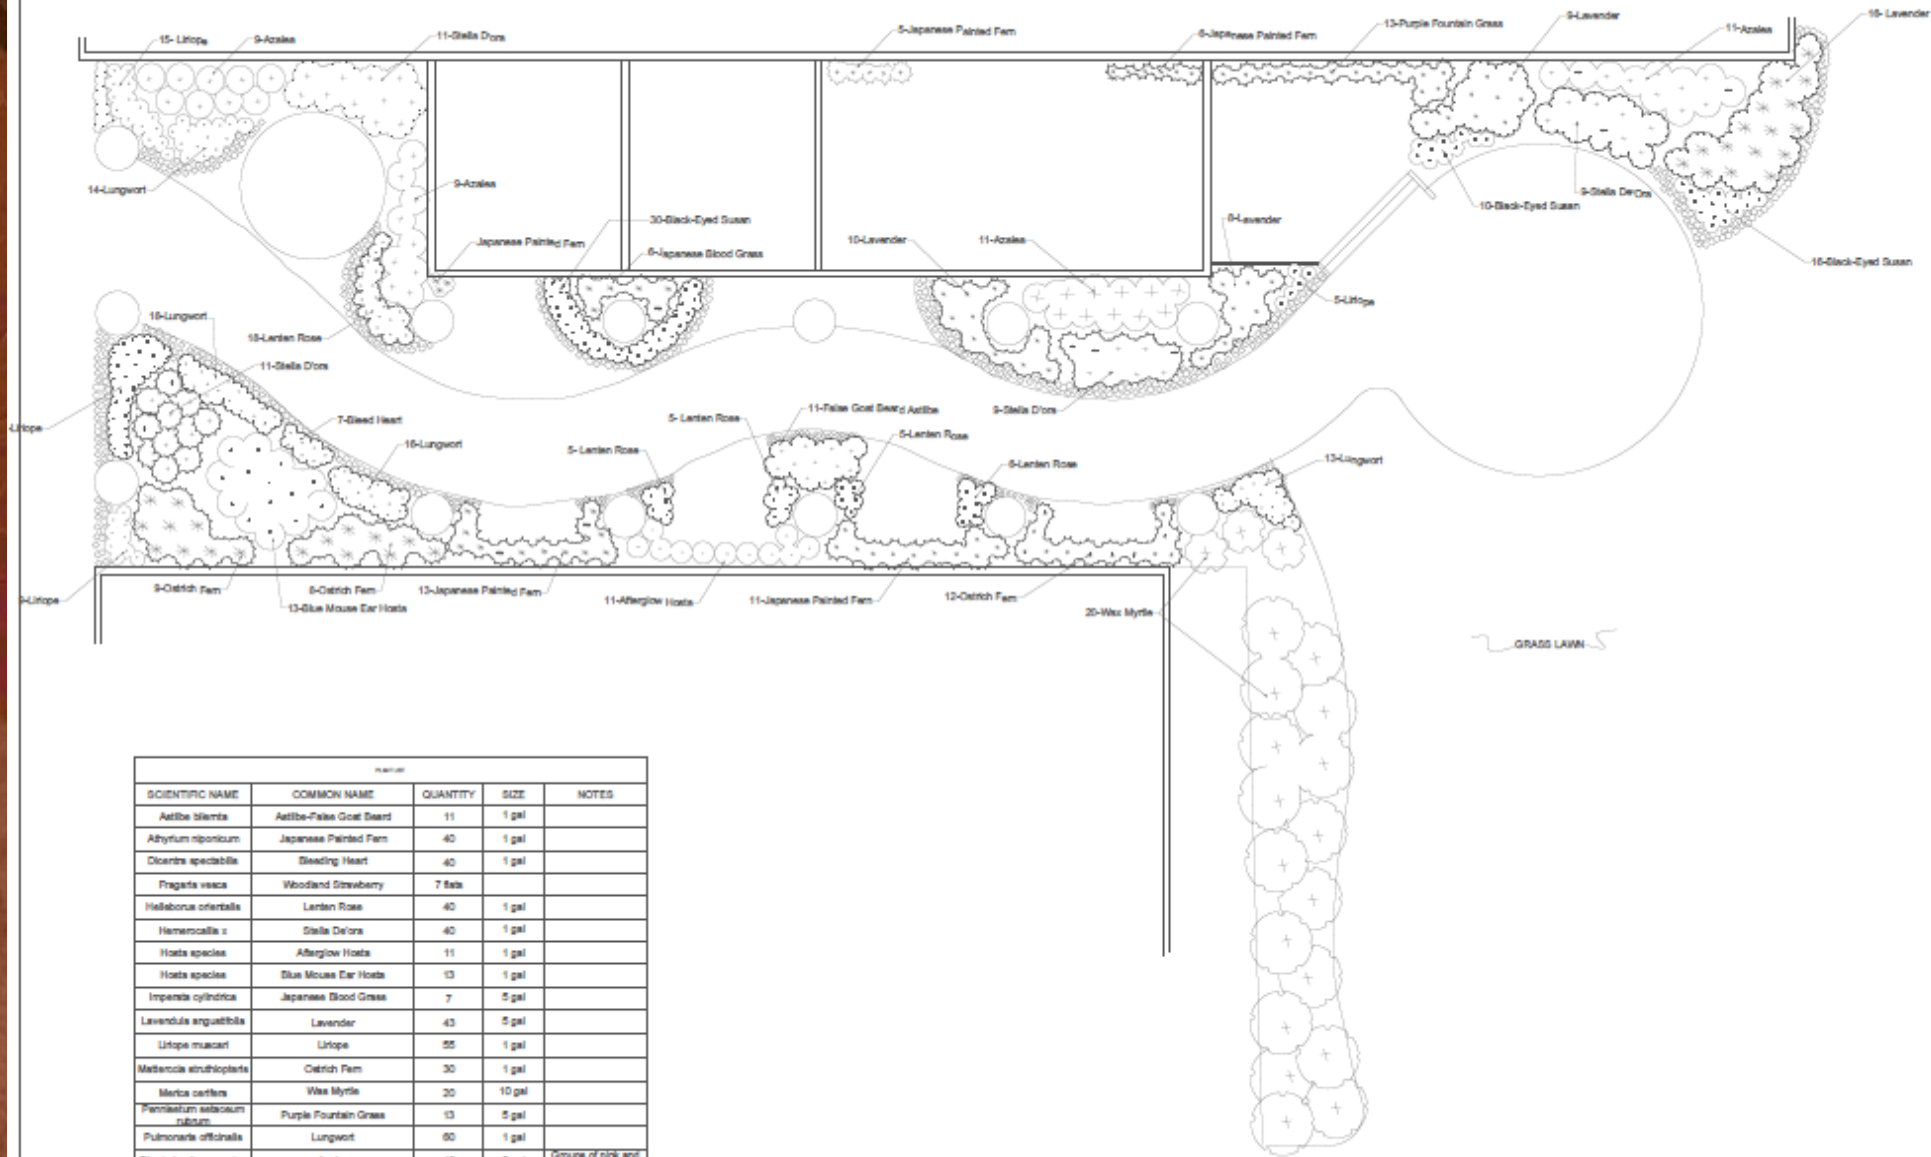 15- Liriope
9-Azalea
11-Stella D'ora
5-Japanese Painted Fern
6-Japanese Painted Fern
13-Purple Fountain Grass
9-Lavender
11-Azalea
16- Lavender
14-Lungwort
9-Azalea
Japanese Painted Fern
30-Black-Eyed Susan
6-Japanese Blood Grass
10-Lavender
11-Azalea
8-Lavender
10-Black-Eyed Susan
9-Stella De'Ora
16-Black-Eyed Susan
5-Liriope
18-Lungwort
18-Lenten Rose
11-Stella D'ora
-Liriope
7-Bleed Heart
16-Lungwort
5- Lenten Rose
5- Lenten Rose
11-False Goat Beard Astilbe
5-Lenten Rose
9-Stella D'ora
6-Lenten Rose
13-Lungwort
9-Liriope
9-Ostrich Fern
8-Ostrich Fern
13-Blue Mouse Ear Hosta
13-Japanese Painted Fern
11-Afterglow Hosta
11-Japanese Painted Fern
12-Ostrich Fern
20-Wax Myrtle
GRASS LAWN
SCIENTIFIC NAME COMMON NAME QUANTITY SIZE NOTES
Astilbe biternta Astilbe-False Goat Beard 11 1 gal
Athyrium niponicum Japanese Painted Fern 40 1 gal
Dicentra spectabilis Bleeding Heart 40 1 gal
Fragaria vesca Woodland Strawberry 7 flats
Helleborus orientalis Lenten Rose 40 1 gal
Hemerocallis x Stella De'ora 40 1 gal
Hosta species Afterglow Hosta 11 1 gal
Hosta species Blue Mouse Ear Hosta 13 1 gal
Imperata cylindrica Japanese Blood Grass 7 5 gal
Lavendula angustifolia Lavender 43 5 gal
Liriope muscari Liriope 55 1 gal
Matteroccia struthiopteris Ostrich Fern 30 1 gal
Merica cerifera Wax Myrtle 20 10 gal
Pennisetum setaceum rubrum Purple Fountain Grass 13 5 gal
Pulmonaria officinalis Lungwort 60 1 gal
Groups of pink and